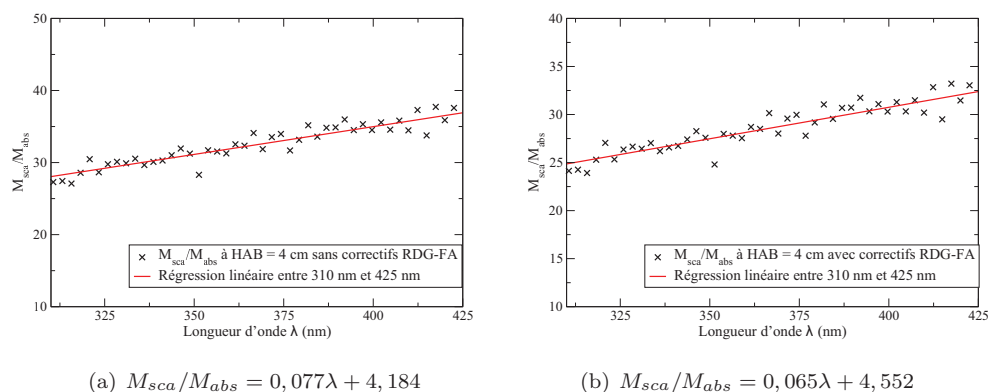 50
40
30
20
10
M_sca/M_abs
325
350
375
400
425
Longueur d'onde λ (nm)
M_sca/M_abs à HAB = 4 cm sans correctifs RDG-FA
Régression linéaire entre 310 nm et 425 nm
(a) M_sca/M_abs = 0,077λ + 4,184
40
35
30
25
20
15
10
M_sca/M_abs
325
350
375
400
425
Longueur d'onde λ (nm)
M_sca/M_abs à HAB = 4 cm avec correctifs RDG-FA
Régression linéaire entre 310 nm et 425 nm
(b) M_sca/M_abs = 0,065λ + 4,552